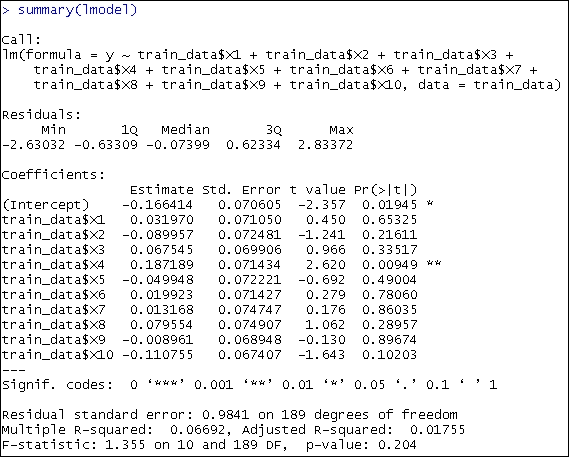 > summary(lmodel)
Call:
lm(formula = y ~ train_data$X1 + train_data$X2 + train_data$X3 +
train_data$X4 + train_data$X5 + train_data$X6 + train_data$X7 +
train_data$X8 + train_data$X9 + train_data$X10, data = train_data)
Residuals:
Min 1Q Median 3Q Max
-2.63032 -0.63309 -0.07399 0.62334 2.83372
Coefficients:
Estimate Std. Error t value Pr(>|t|)
(Intercept) -0.166414 0.070605 -2.357 0.01945 *
train_data$X1 0.031970 0.071050 0.450 0.65325
train_data$X2 -0.089957 0.072481 -1.241 0.21611
train_data$X3 0.067545 0.069906 0.966 0.33517
train_data$X4 0.187189 0.071434 2.620 0.00949 **
train_data$X5 -0.049948 0.072221 -0.692 0.49004
train_data$X6 0.019923 0.071427 0.279 0.78060
train_data$X7 0.013168 0.074747 0.176 0.86035
train_data$X8 0.079554 0.074907 1.062 0.28957
train_data$X9 -0.008961 0.068948 -0.130 0.89674
train_data$X10 -0.110755 0.067407 -1.643 0.10203
---
Signif. codes: 0 ‘***’ 0.001 ‘**’ 0.01 ‘*’ 0.05 ‘.’ 0.1 ‘ ’ 1
Residual standard error: 0.9841 on 189 degrees of freedom
Multiple R-squared: 0.06692, Adjusted R-squared: 0.01755
F-statistic: 1.355 on 10 and 189 DF, p-value: 0.204